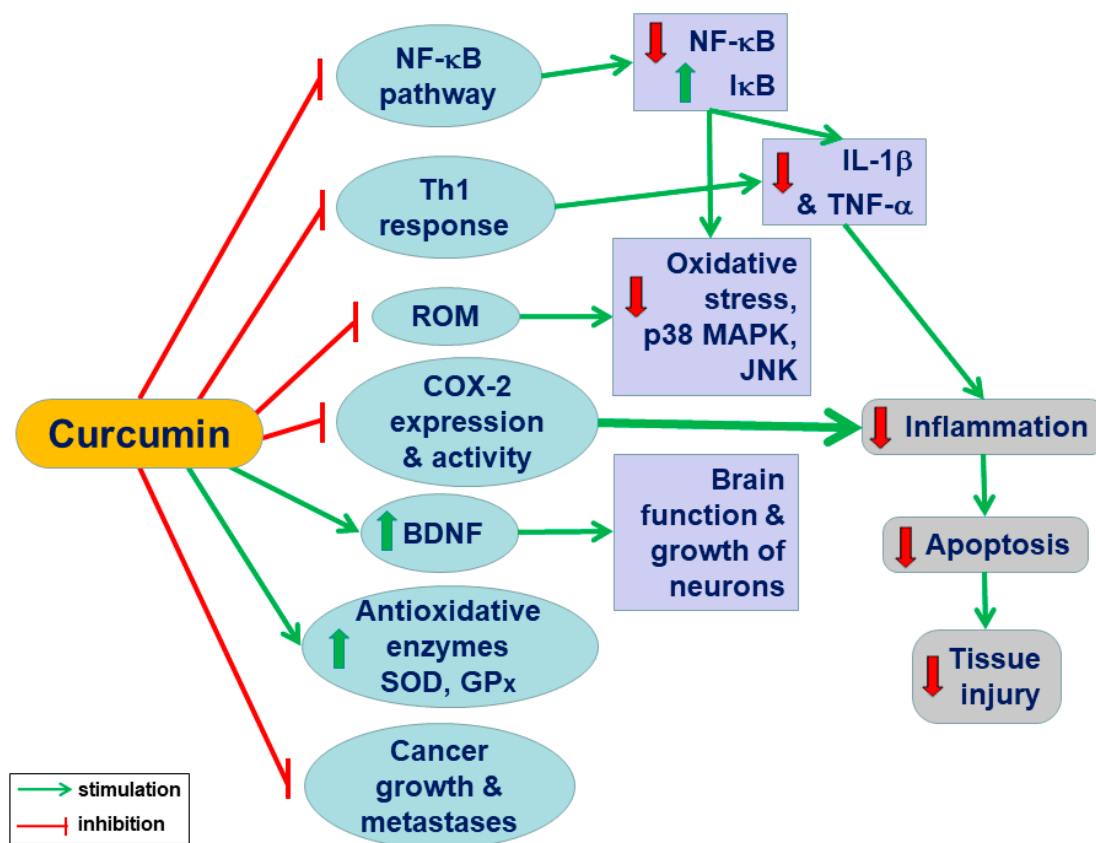 NF-κB
pathway
NF-κB
IκB
Th1
response
IL-1β
& TNF-α
ROM
Oxidative
stress,
p38 MAPK,
JNK
Curcumin
COX-2
expression
& activity
Inflammation
BDNF
Brain
function &
growth of
neurons
Apoptosis
Antioxidative
enzymes
SOD, GPx
Tissue
injury
Cancer
growth &
metastases
stimulation
inhibition